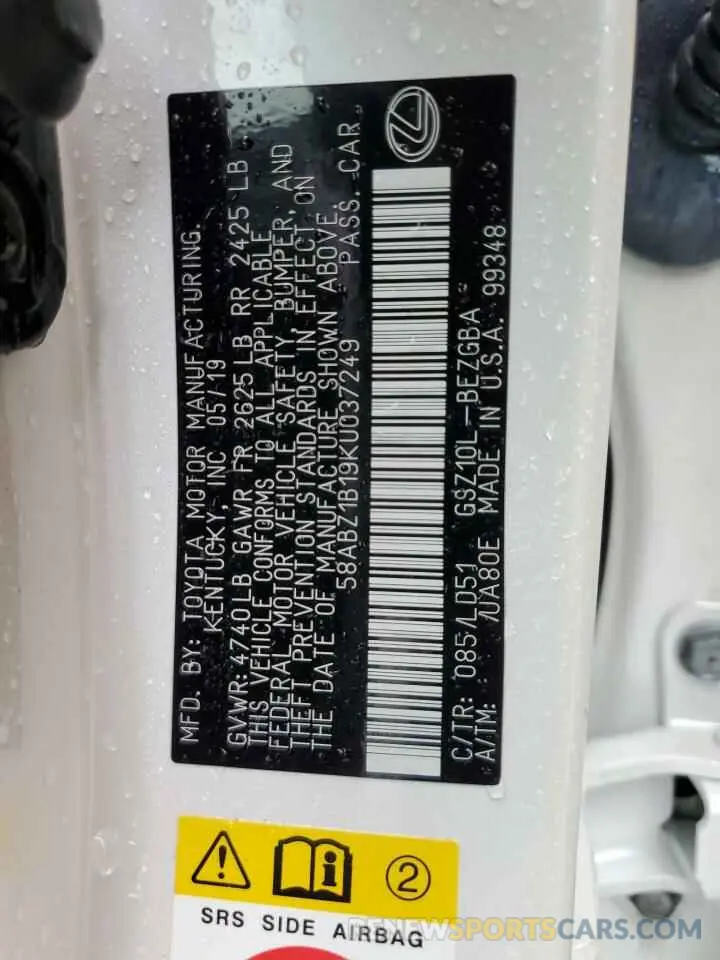 MFD. BY: TOYOTA MOTOR MANUFACTURING,
KENTUCKY, INC 05/19
GVWR: 4740LB GAWR FR 2625 LB RR 2425 LB
THIS VEHICLE CONFORMS TO ALL APPLICABLE
FEDERAL MOTOR VEHICLE SAFETY, BUMPER, AND
THEFT PREVENTION STANDARDS IN EFFECT ON
THE DATE OF MANUFACTURE SHOWN ABOVE.
58ABZ1B19KU037249 PASS. CAR
C/TR: 085/LD51 GSZ10L-BEZGBA
A/TM: /UA80E MADE IN U.S.A. 99348
2
SRS SIDE AIRBAG
RENEWSPORTSCARS.COM